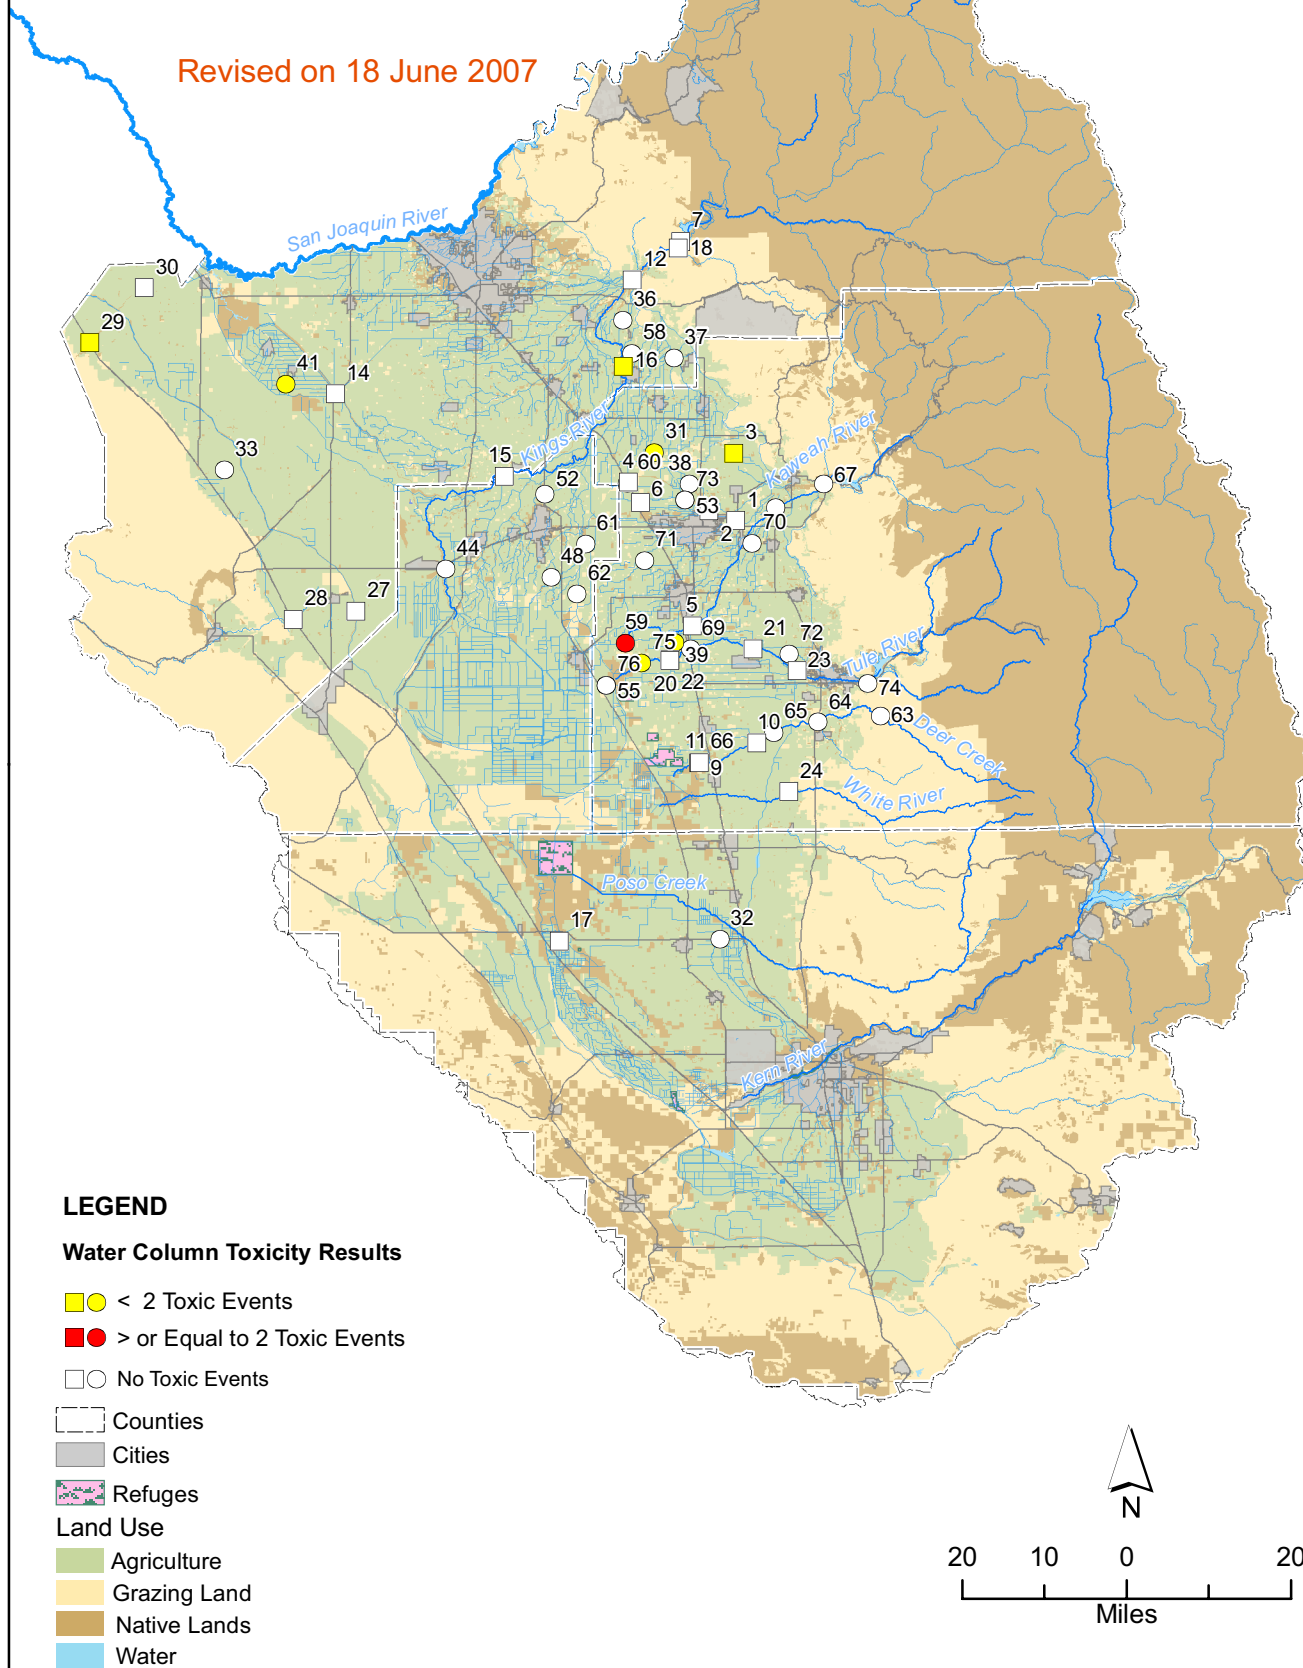 Revised on 18 June 2007
San Joaquin River
7
18
30
12
36
29
58
37
41
16
14
31
3
Kings River
Kaweah River
33
15
4
60
38
73
67
52
6
53
1
2
70
61
71
44
48
62
28
27
5
59
69
75
21
72
39
76
23
Tule River
20
22
55
74
64
63
65
10
Deer Creek
11
66
9
24
White River
Poso Creek
17
32
Kern River
LEGEND
Water Column Toxicity Results
< 2 Toxic Events
> or Equal to 2 Toxic Events
No Toxic Events
Counties
Cities
Refuges
Land Use
Agriculture
Grazing Land
Native Lands
Water
N
20 10 0 20
Miles